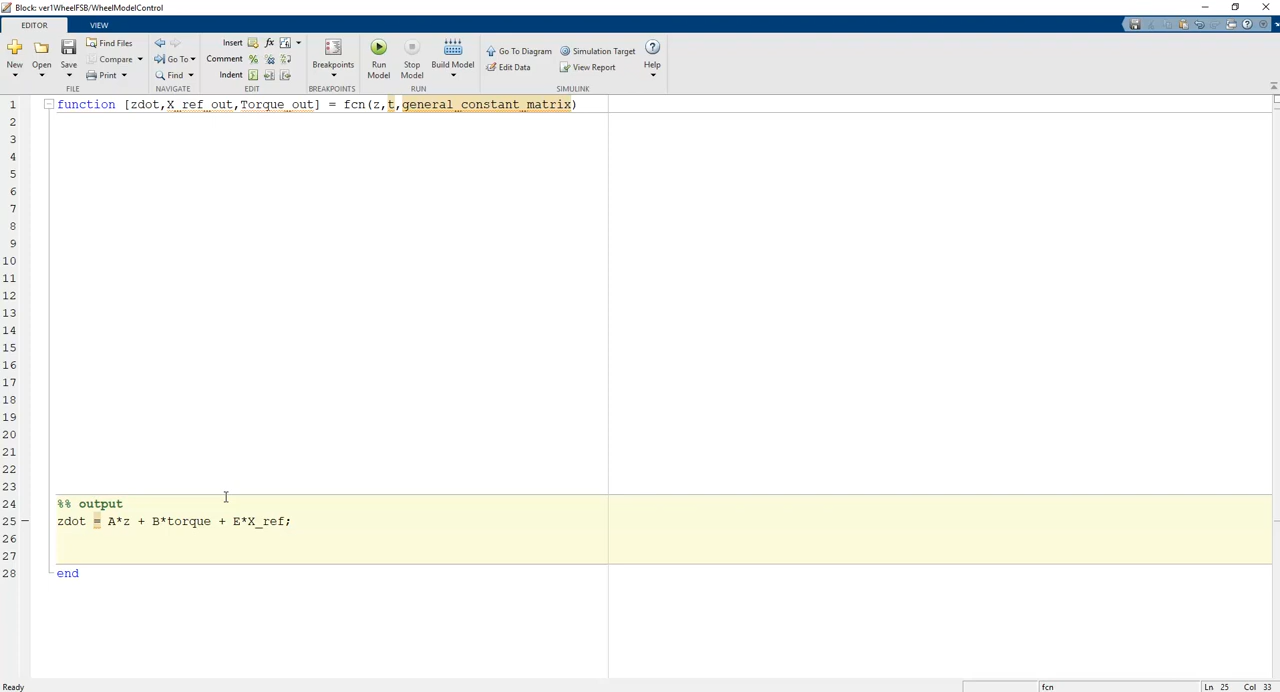 Block: ver1WheelFSB/WheelModelControl
EDITOR VIEW
New Open Save Find Files Compare Print Go To Find Insert Comment Indent Breakpoints Run Model Stop Model Build Model Go To Diagram Edit Data Simulation Target View Report Help
FILE NAVIGATE EDIT BREAKPOINTS RUN SIMULINK
1 function [zdot,X_ref_out,Torque_out] = fcn(z,t,general_constant_matrix)
2
3
4
5
6
7
8
9
10
11
12
13
14
15
16
17
18
19
20
21
22
23
24 %% output
25 zdot = A*z + B*torque + E*X_ref;
26
27
28 end
Ready fcn Ln 25 Col 33